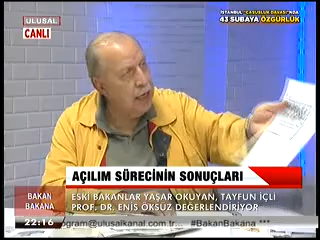 ULUSAL
CANLI
İSTANBUL "CASUSLUK DAVASI"NDA
43 SUBAYA ÖZGÜRLÜK
AÇILIM SÜRECİNİN SONUÇLARI
BAKAN
BAKANA
ESKİ BAKANLAR YAŞAR OKUYAN, TAYFUN İÇLİ
PROF. DR. ENİS ÖKSÜZ DEĞERLENDİRİYOR
22:16
program@ulusalkanal.com.tr #BakanBakana